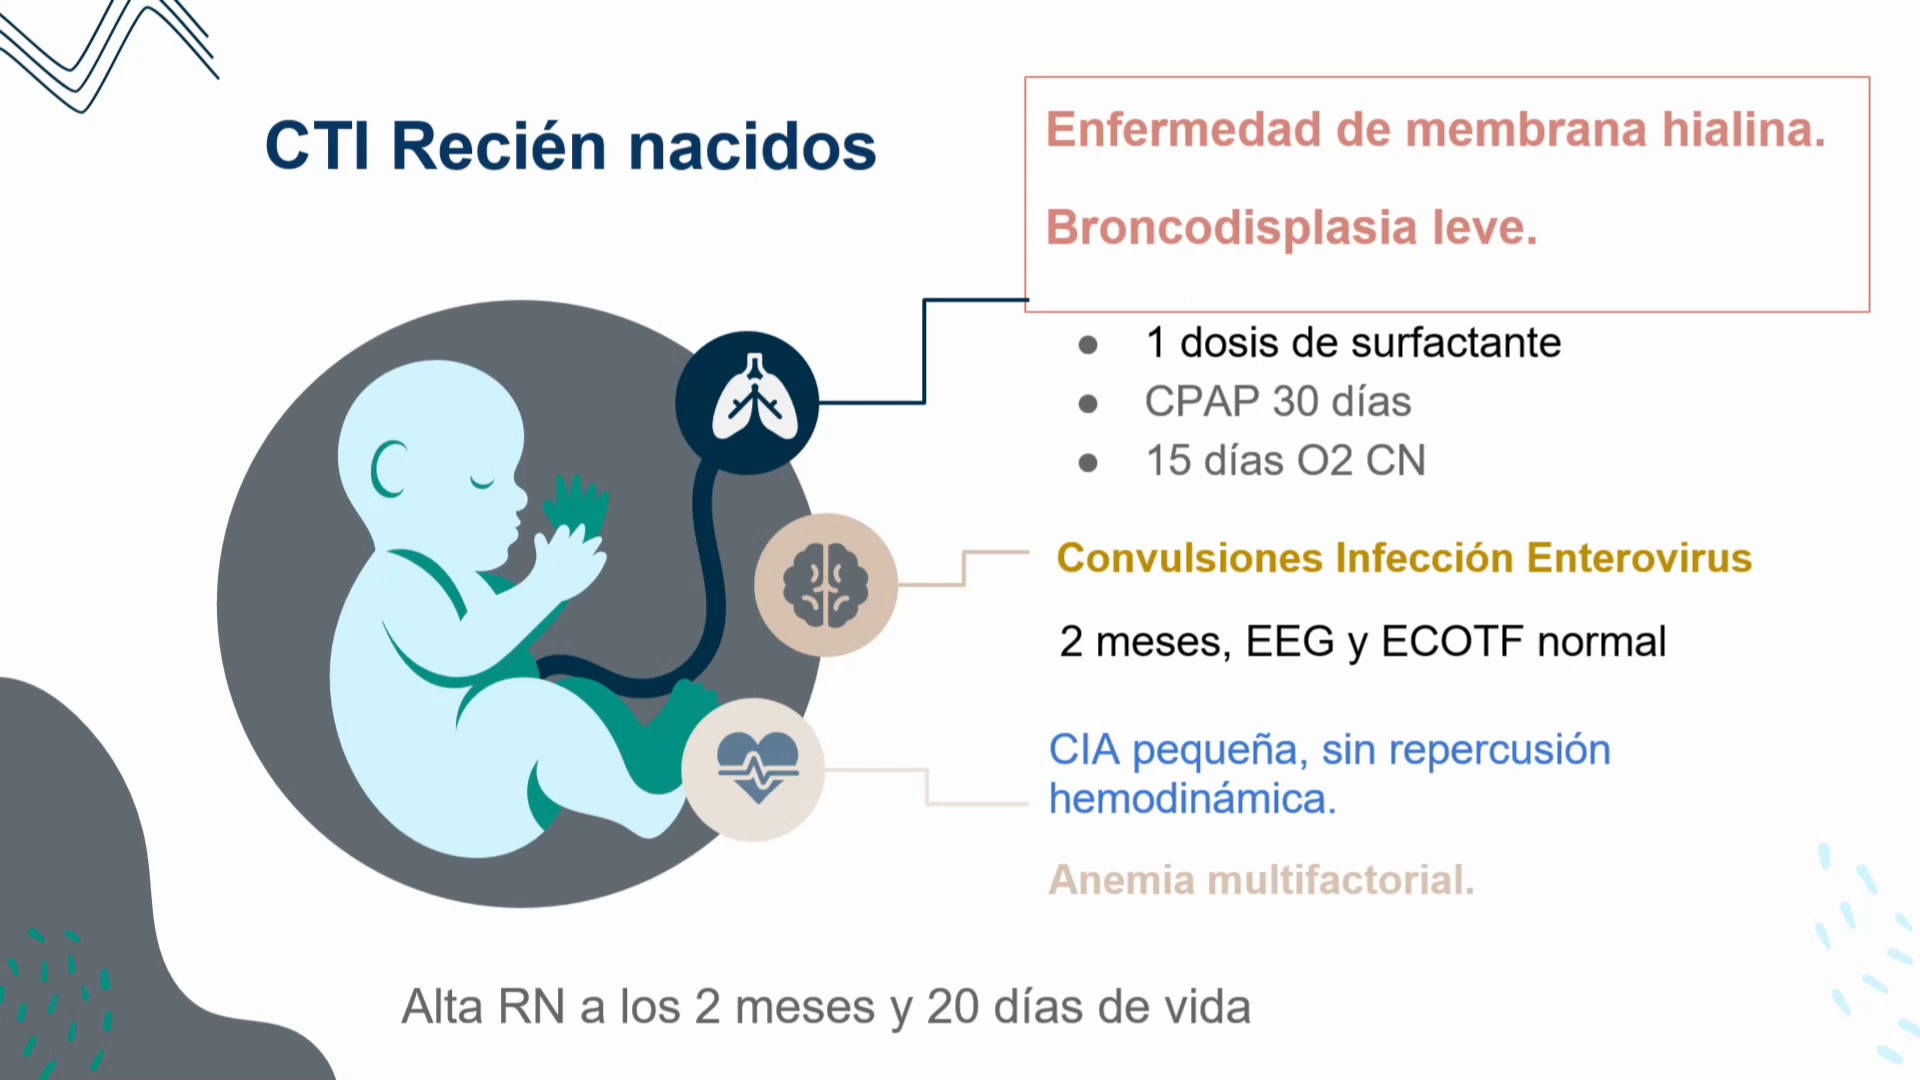 CTI Recién nacidos
Enfermedad de membrana hialina.
Broncodisplasia leve.
● 1 dosis de surfactante
● CPAP 30 días
● 15 días O2 CN
Convulsiones Infección Enterovirus
2 meses, EEG y ECOTF normal
CIA pequeña, sin repercusión
hemodinámica.
Anemia multifactorial.
Alta RN a los 2 meses y 20 días de vida